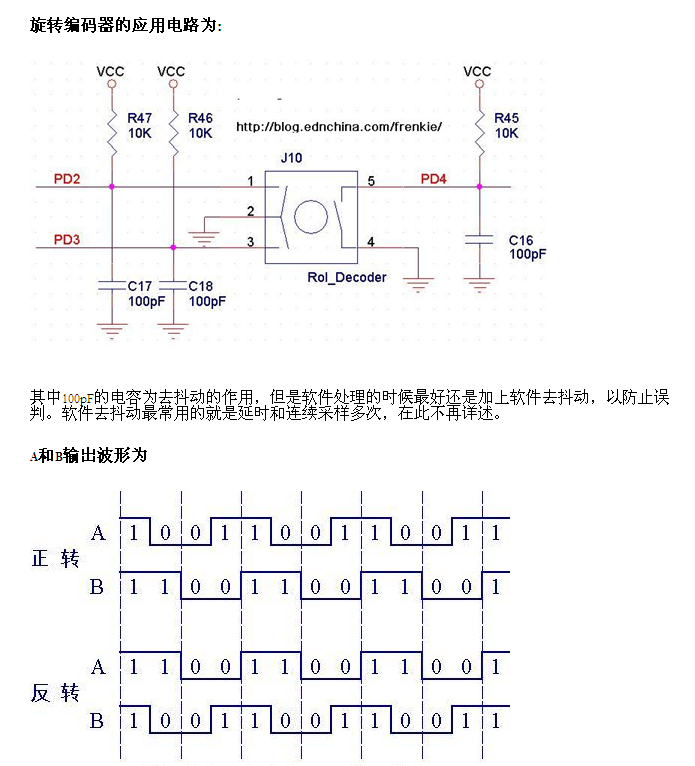 旋转编码器的应用电路为:
VCC VCC VCC
R47 R46 R45
10K 10K 10K
http://blog.ednchina.com/frenkie/
J10
PD2 1 5 PD4
2
PD3 3 4
C16
100pF
Rol_Decoder
C17 C18
100pF 100pF
其中100pF的电容为去抖动的作用，但是软件处理的时候最好还是加上软件去抖动，以防止误
判。软件去抖动最常用的就是延时和连续采样多次，在此不再详述。
A和B输出波形为
A 1 0 0 1 1 0 0 1 1 0 0 1 1
正 转
B 1 1 0 0 1 1 0 0 1 1 0 0 1
A 1 1 0 0 1 1 0 0 1 1 0 0 1
反 转
B 1 0 0 1 1 0 0 1 1 0 0 1 1